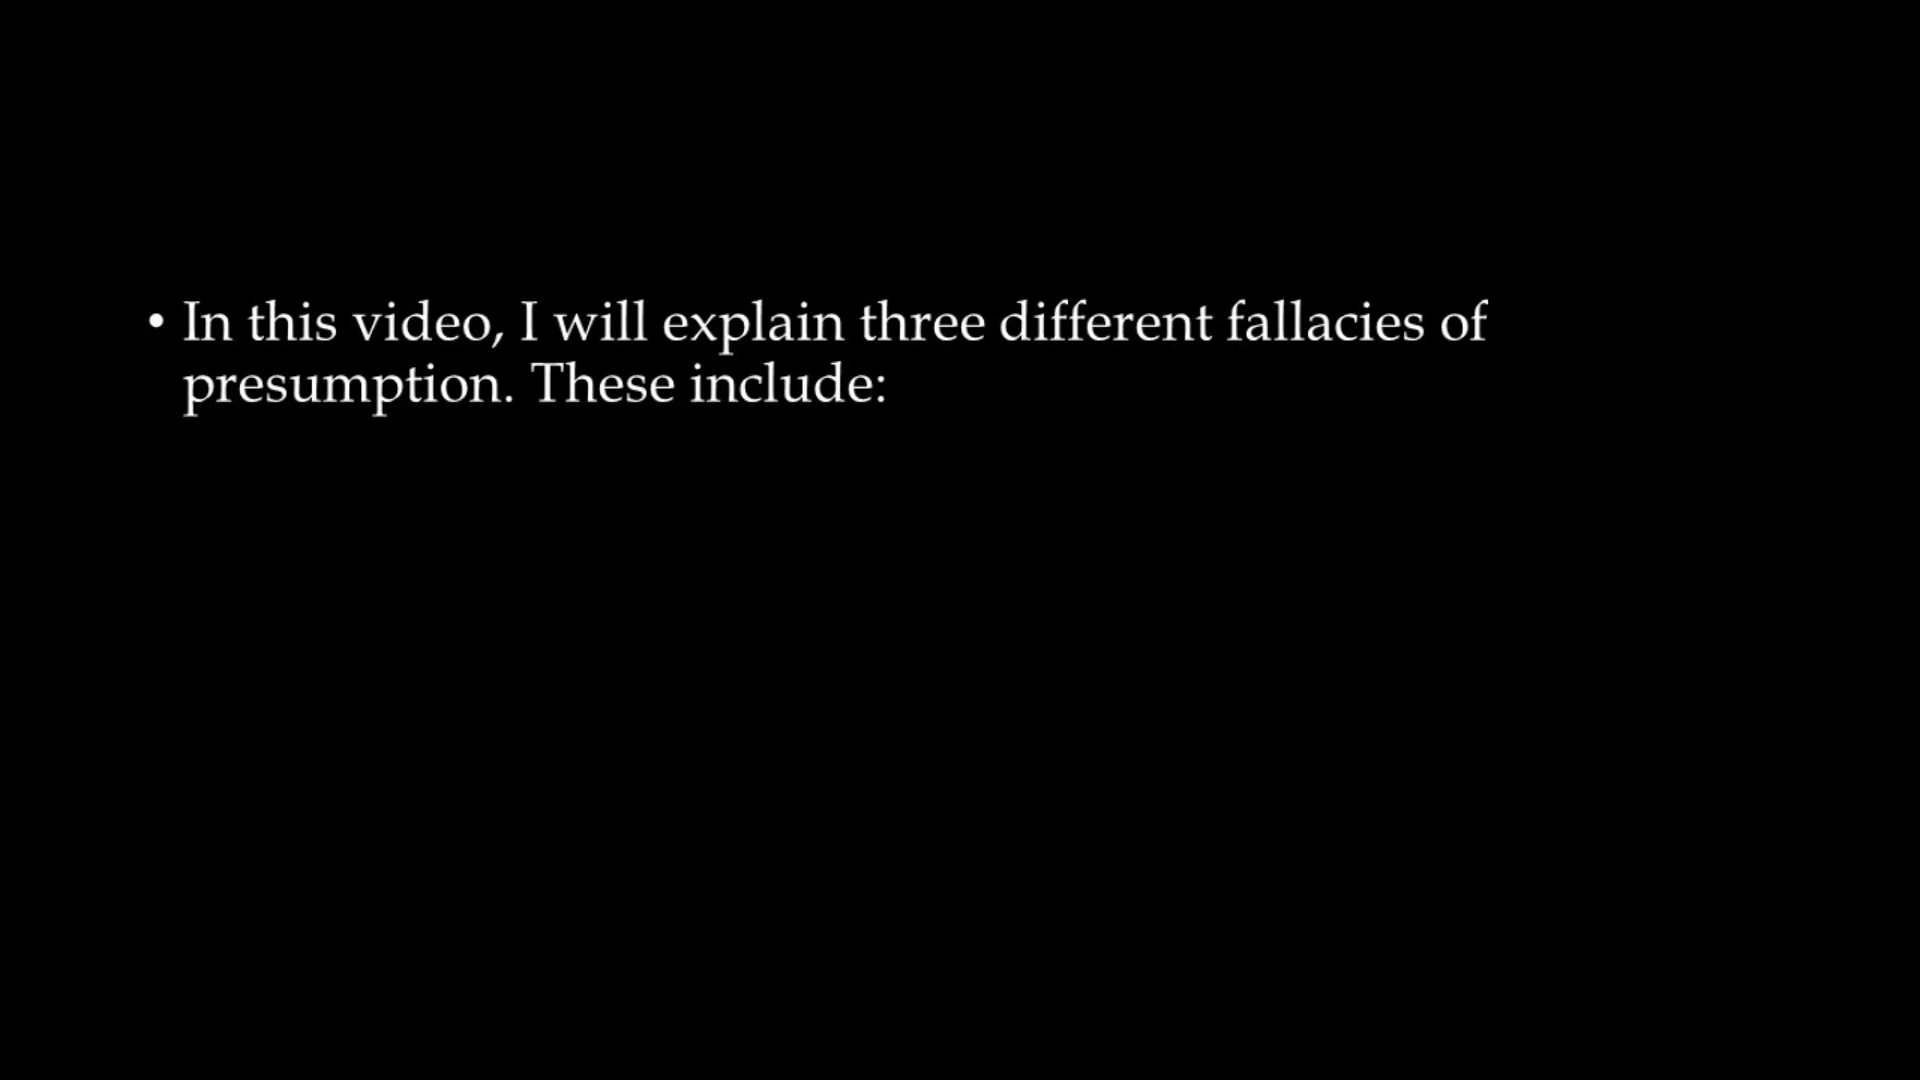 • In this video, I will explain three different fallacies of
presumption. These include: